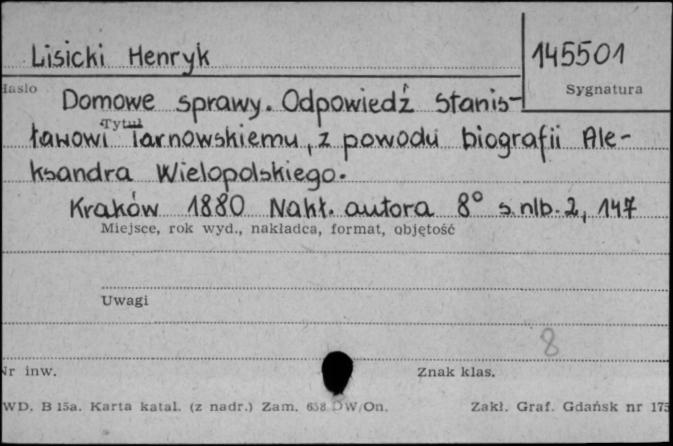 Lisicki Henryk
145501
Hasło
Sygnatura
Domowe sprawy. Odpowiedź Stanis-
Tytuł
ławowi Tarnowskiemu, z powodu biografii Ale-
ksandra Wielopolskiego.
Kraków 1880 Nakł. autora 8° s. nlb. 2, 147
Miejsce, rok wyd., nakładca, format, objętość
Uwagi
8
Nr inw.
Znak klas.
WD. B 15a. Karta katal. (z nadr.) Zam. 658 DW/On.
Zakł. Graf. Gdańsk nr 175